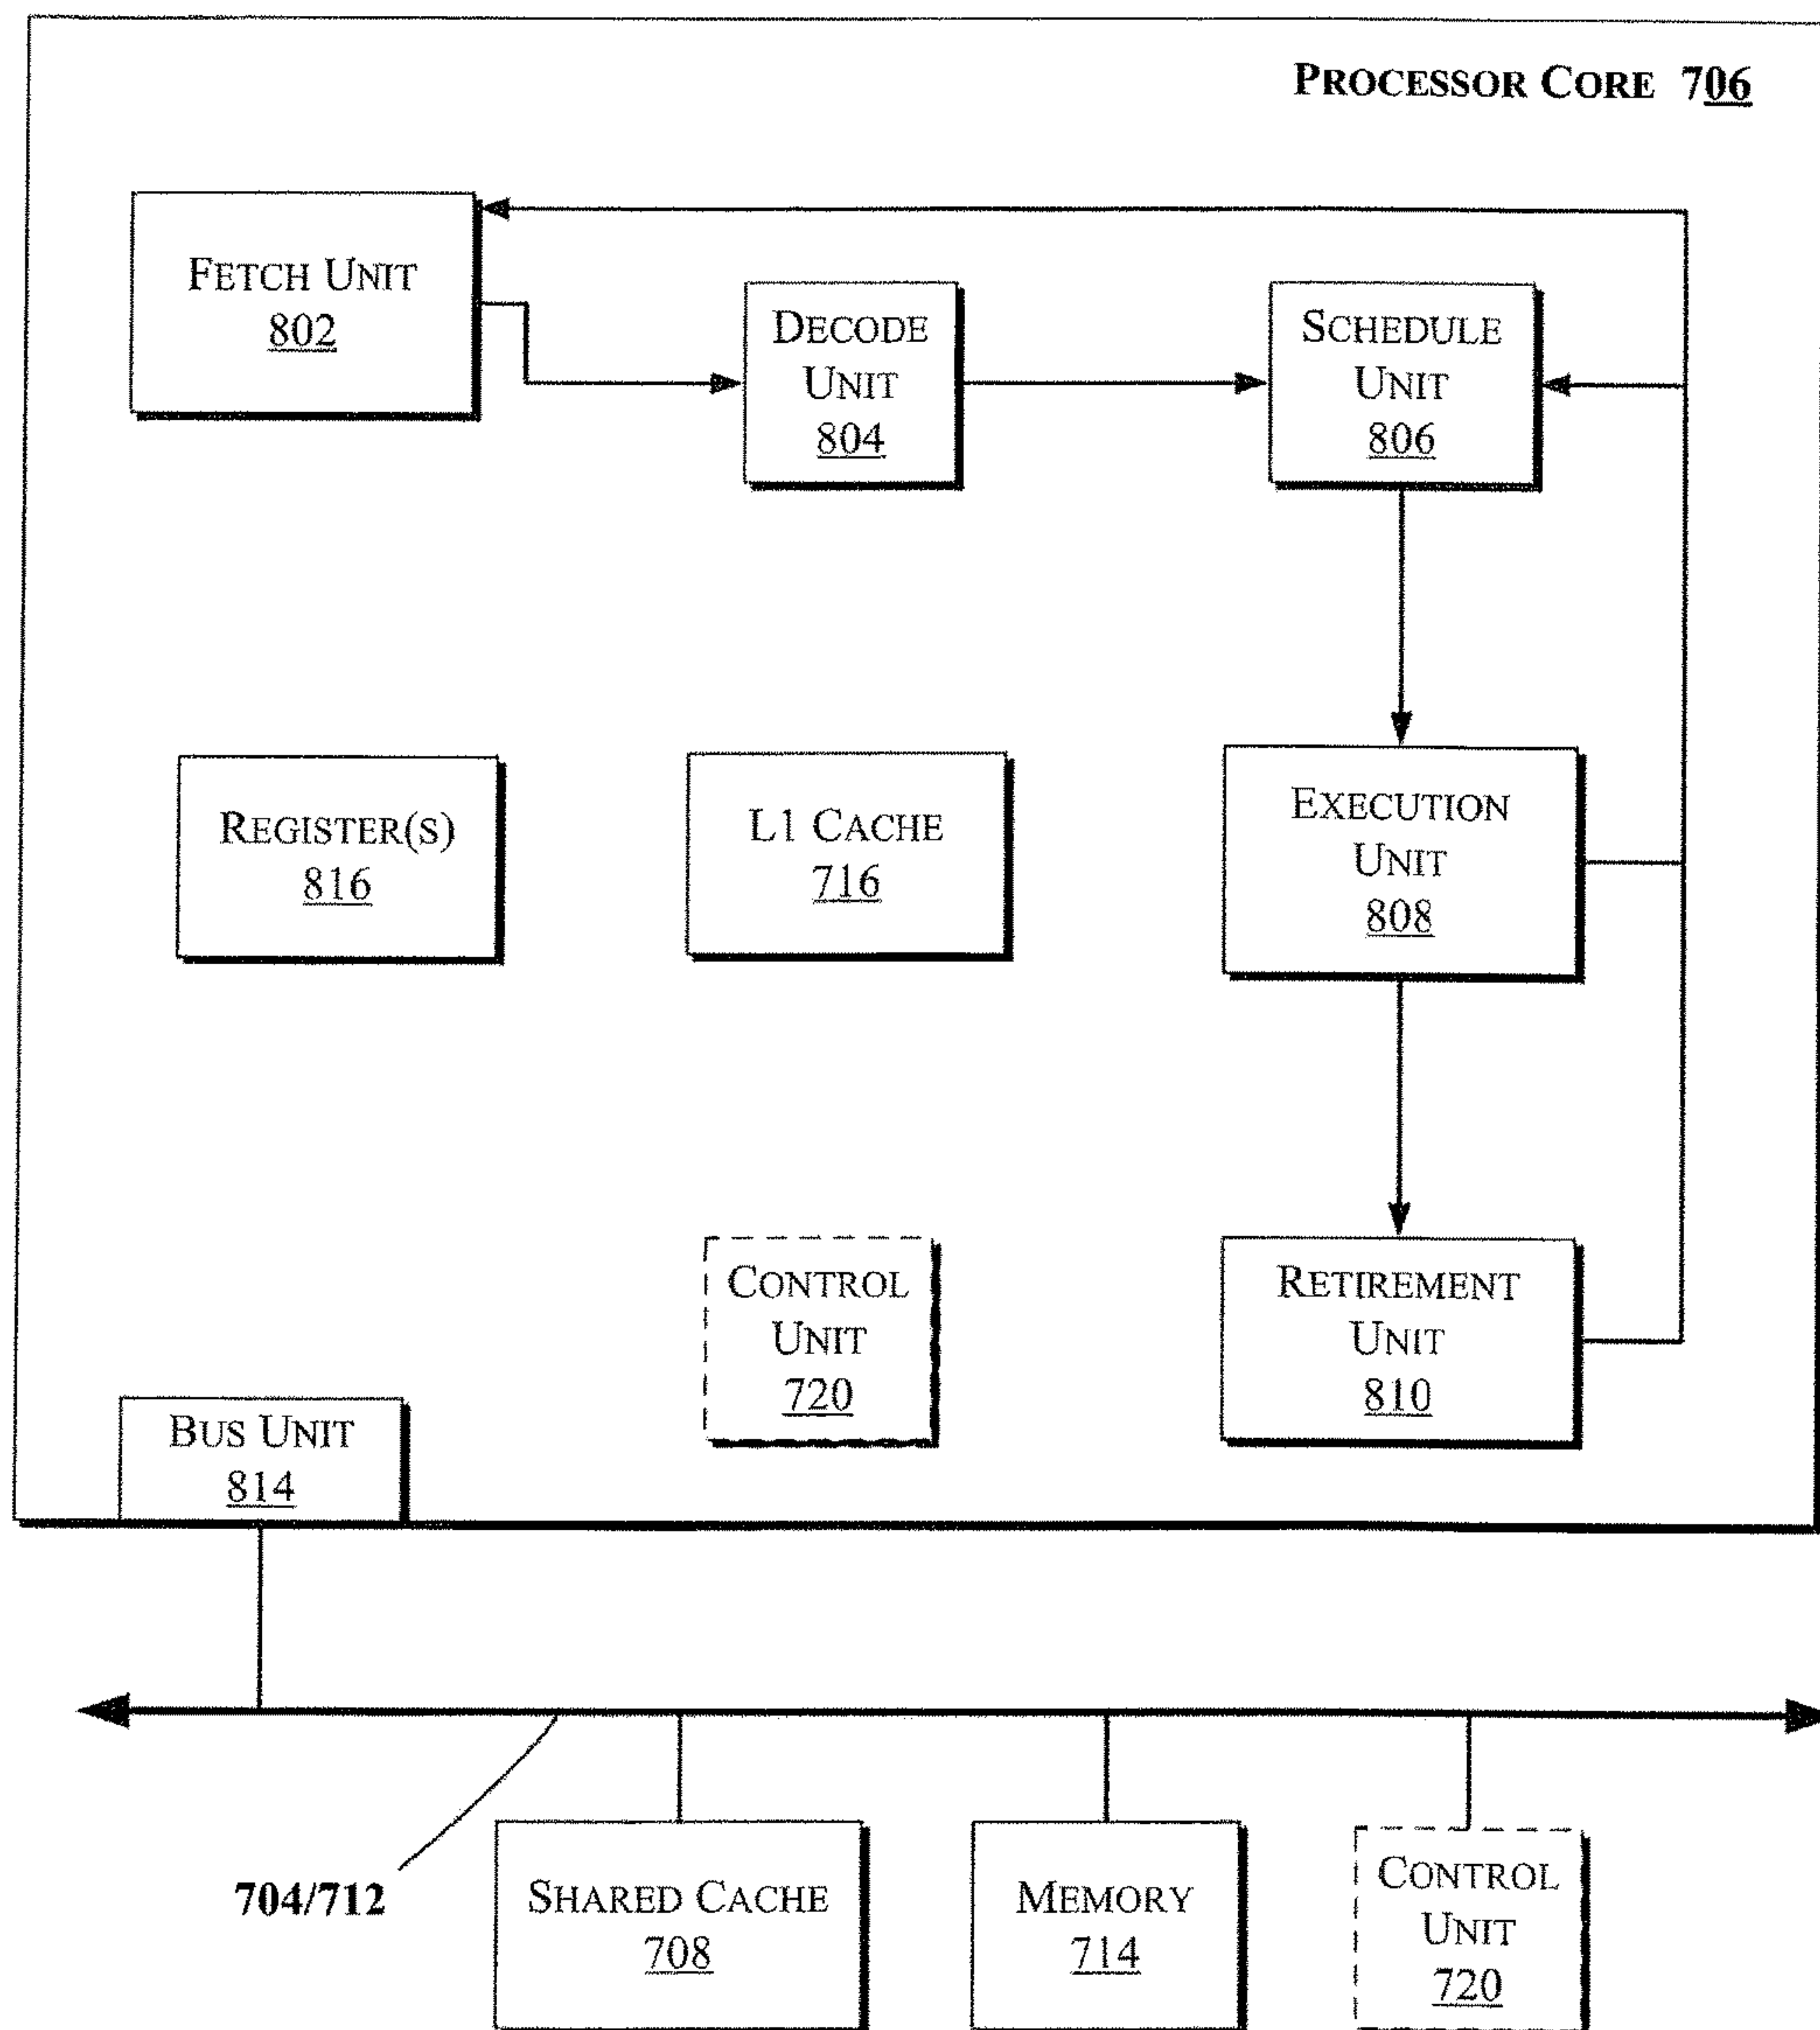 PROCESSOR CORE 706
FETCH UNIT
802
DECODE
UNIT
804
SCHEDULE
UNIT
806
REGISTER(S)
816
L1 CACHE
716
EXECUTION
UNIT
808
CONTROL
UNIT
720
RETIREMENT
UNIT
810
BUS UNIT
814
704/712
SHARED CACHE
708
MEMORY
714
CONTROL
UNIT
720